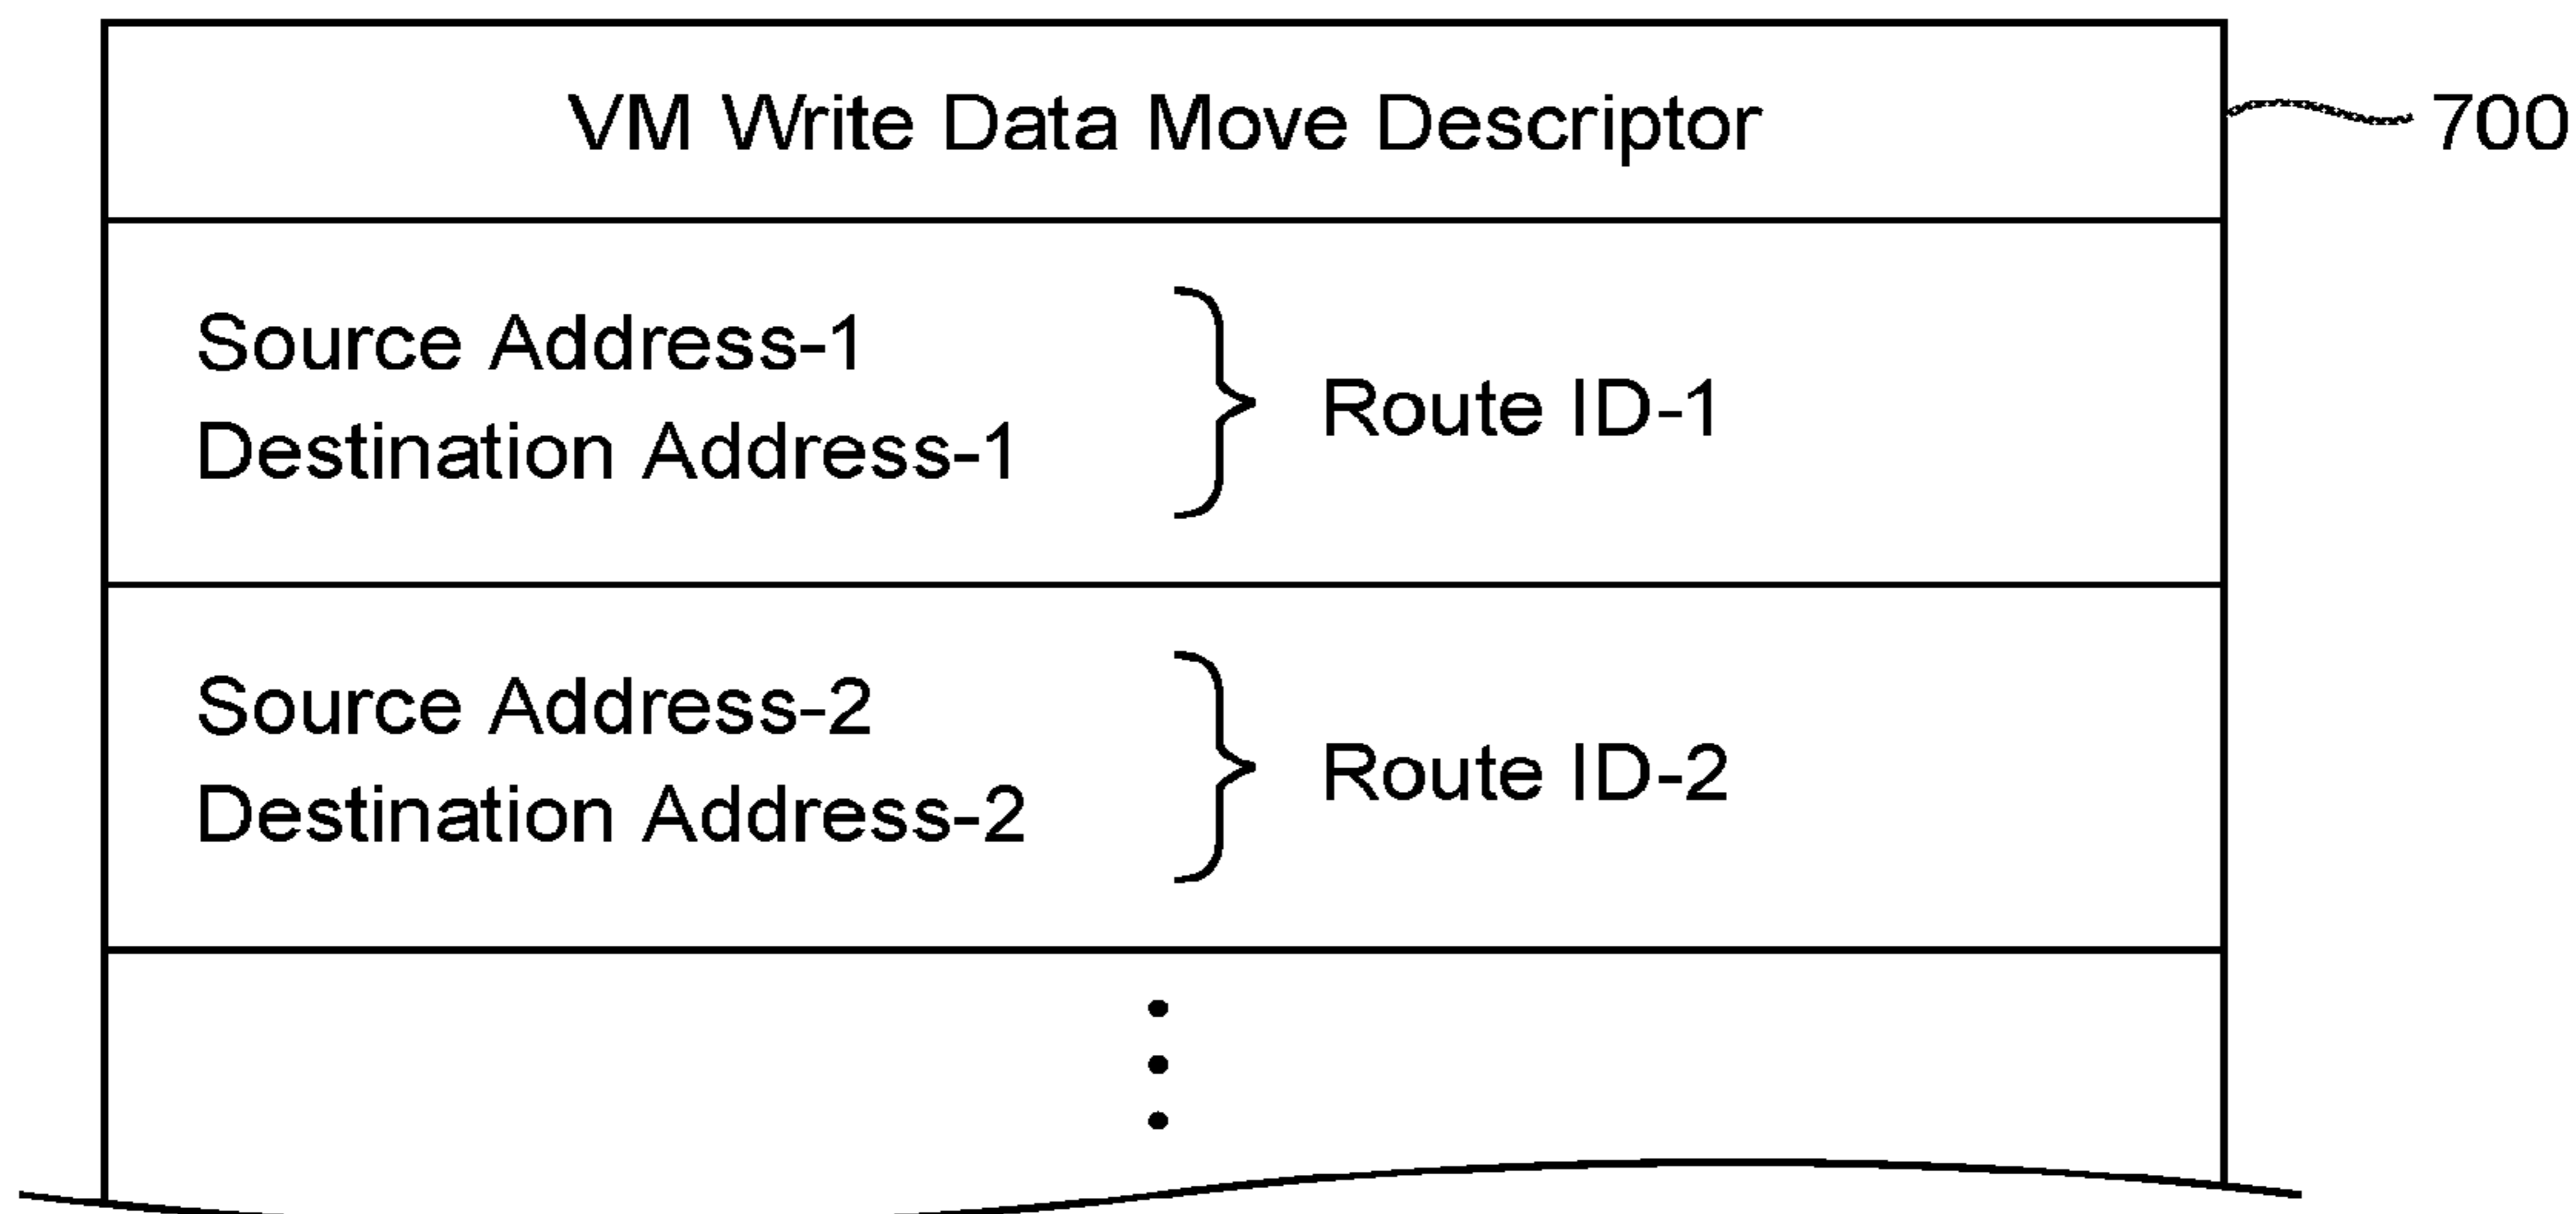 VM Write Data Move Descriptor
700
Source Address-1
Destination Address-1
Route ID-1
Source Address-2
Destination Address-2
Route ID-2